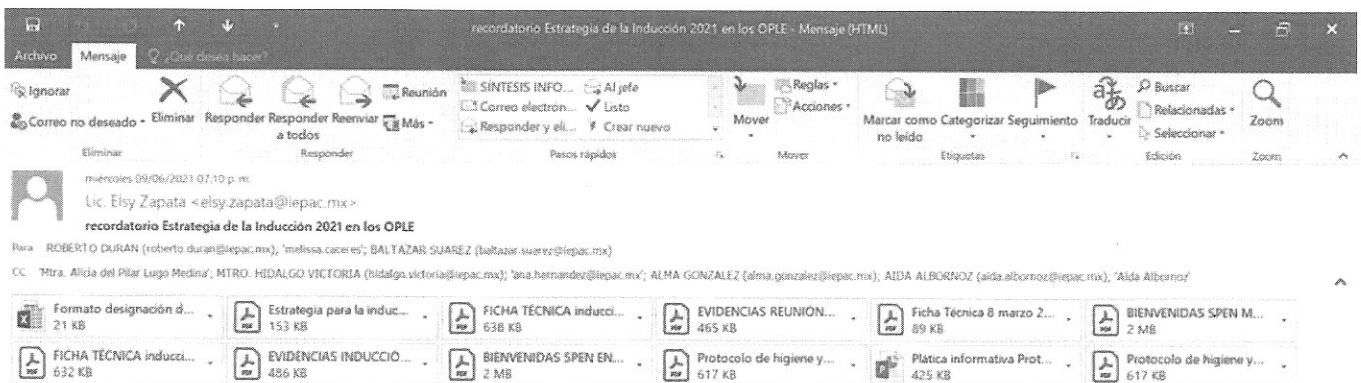 recordatorio Estrategia de la Inducción 2021 en los OPLE - Mensaje (HTML)
Archivo Mensaje ¿Qué desea hacer?
Ignorar
Correo no deseado
Eliminar
Responder
Responder a todos
Reenviar
Reunión
Más
SÍNTESIS INFO... Al jefe
Correo electrón... Listo
Responder y eli... Crear nuevo
Mover
Reglas
Acciones
Marcar como no leído
Categorizar
Seguimiento
Traducir
Buscar
Relacionadas
Seleccionar
Zoom
Eliminar Responder Pasos rápidos Mover Etiquetas Edición Zoom
miércoles 09/06/2021 07:10 p. m.
Lic. Elsy Zapata <elsy.zapata@iepac.mx>
recordatorio Estrategia de la Inducción 2021 en los OPLE
Para ROBERTO DURAN (roberto.duran@iepac.mx); 'melissa.caceres'; BALTAZAR SUAREZ (baltazar.suarez@iepac.mx)
CC 'Mtra. Alicia del Pilar Lugo Medina'; MTRO. HIDALGO VICTORIA (hidalgo.victoria@iepac.mx); 'ana.hernandez@iepac.mx'; ALMA GONZALEZ (alma.gonzalez@iepac.mx); AIDA ALBORNOZ (aida.albornoz@iepac.mx); 'Aida Albornoz'
Formato designación d... 21 KB
Estrategia para la induc... 153 KB
FICHA TÉCNICA inducci... 638 KB
EVIDENCIAS REUNIÓN... 465 KB
Ficha Técnica 8 marzo 2... 89 KB
BIENVENIDAS SPEN M... 2 MB
FICHA TÉCNICA inducci... 632 KB
EVIDENCIAS INDUCCIÓ... 486 KB
BIENVENIDAS SPEN EN... 2 MB
Protocolo de higiene y... 617 KB
Plática informativa Prot... 425 KB
Protocolo de higiene y... 617 KB